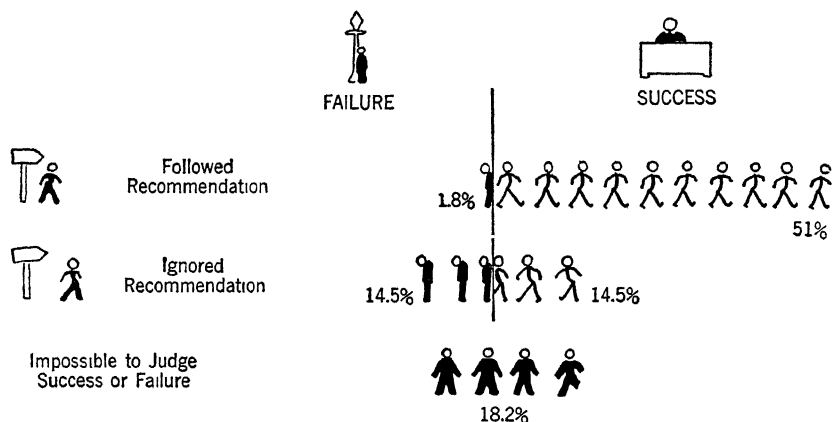 FAILURE
SUCCESS
Followed
Recommendation
1.8%
51%
Ignored
Recommendation
14.5%
14.5%
Impossible to Judge
Success or Failure
18.2%